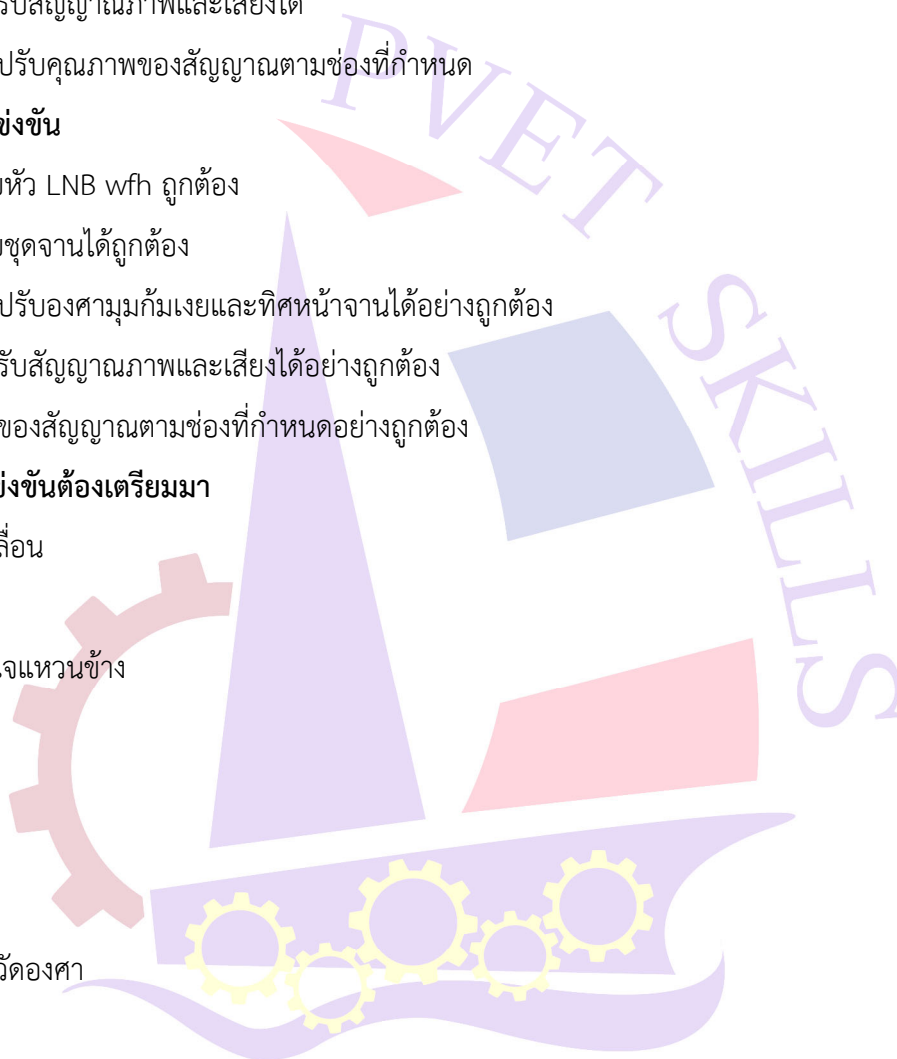 รับสัญญาณภาพและเสียงได้
ปรับคุณภาพของสัญญาณตามช่องที่กำหนด
ข่งขัน
หัว LNB wfh ถูกต้อง
ชุดจานได้ถูกต้อง
ปรับองศามุมก้มเงยและทิศหน้าจานได้อย่างถูกต้อง
รับสัญญาณภาพและเสียงได้อย่างถูกต้อง
ของสัญญาณตามช่องที่กำหนดอย่างถูกต้อง
ข่งขันต้องเตรียมมา
ลื่อน
จแหวนข้าง
วัดองศา
PVET SKILLS